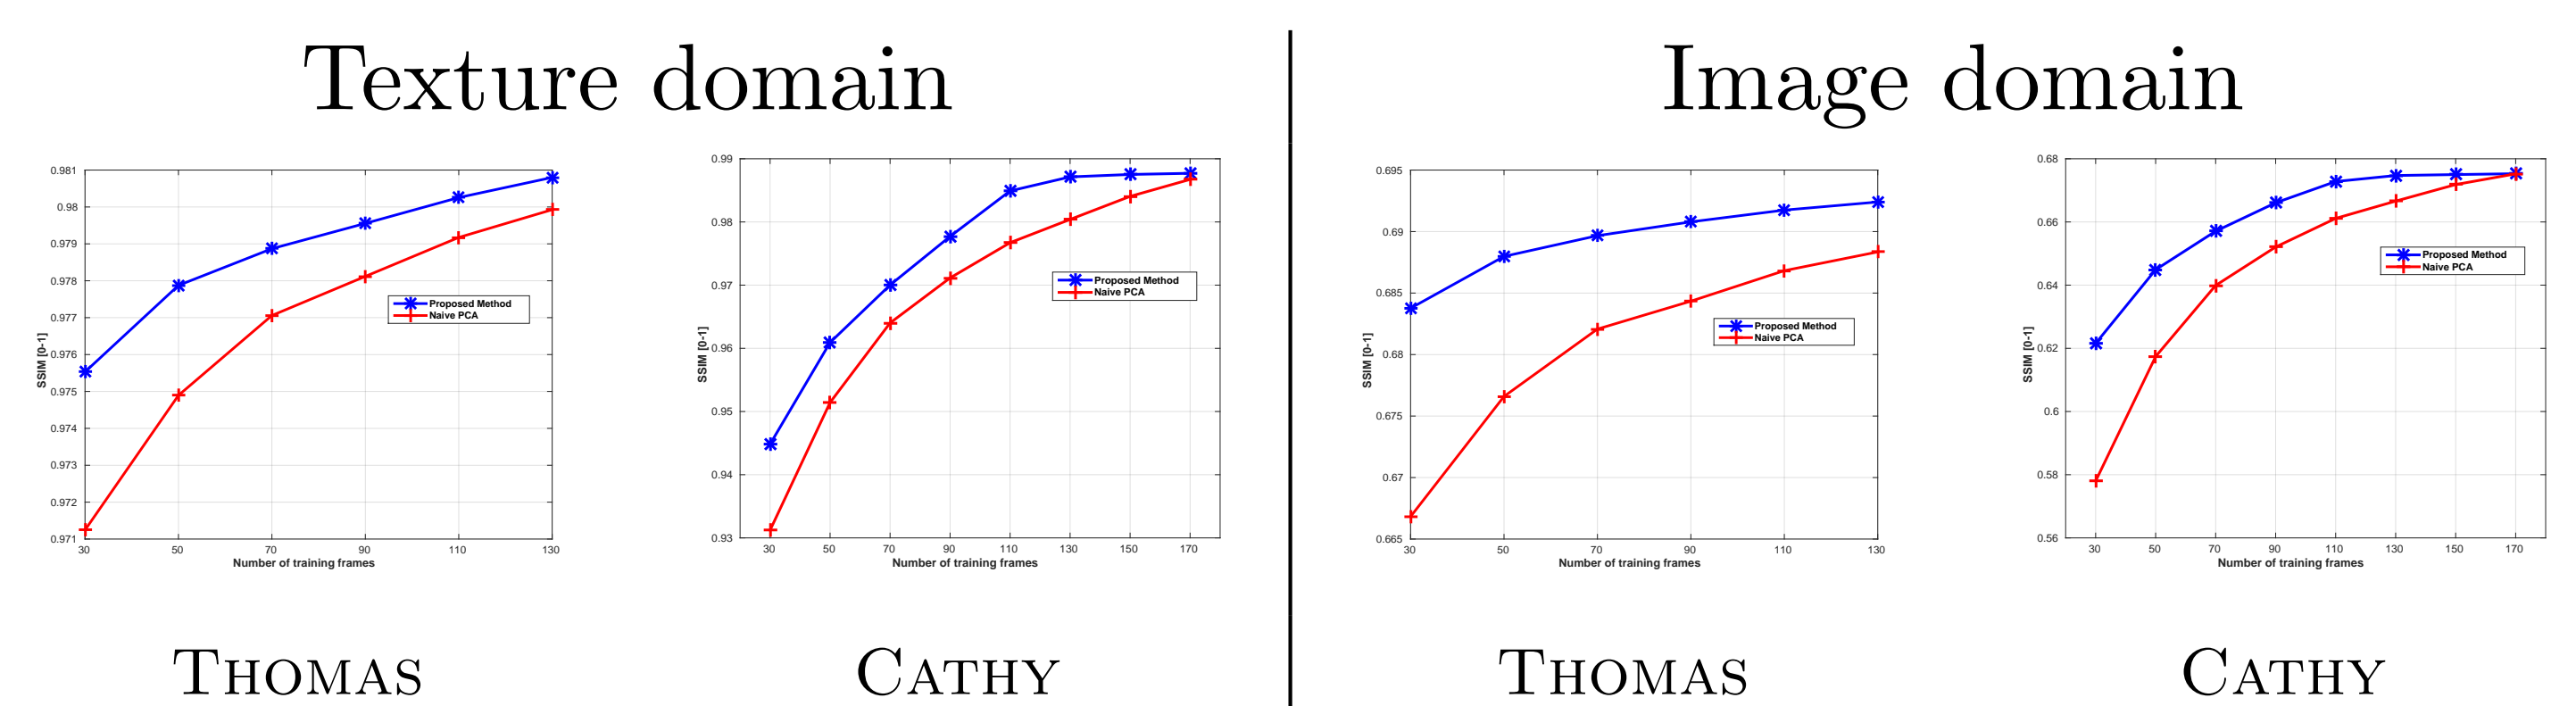 Texture domain
Image domain
0.981
0.98
0.979
0.978
0.977
0.976
0.975
0.974
0.973
0.972
0.971
30 50 70 90 110 130
SSIM [0-1]
Number of training frames
Proposed Method
Naive PCA
0.99
0.98
0.97
0.96
0.95
0.94
0.93
30 50 70 90 110 130 150 170
SSIM [0-1]
Number of training frames
Proposed Method
Naive PCA
0.695
0.69
0.685
0.68
0.675
0.67
0.665
30 50 70 90 110 130
SSIM [0-1]
Number of training frames
Proposed Method
Naive PCA
0.68
0.66
0.64
0.62
0.6
0.58
0.56
30 50 70 90 110 130 150 170
SSIM [0-1]
Number of training frames
Proposed Method
Naive PCA
THOMAS
CATHY
THOMAS
CATHY